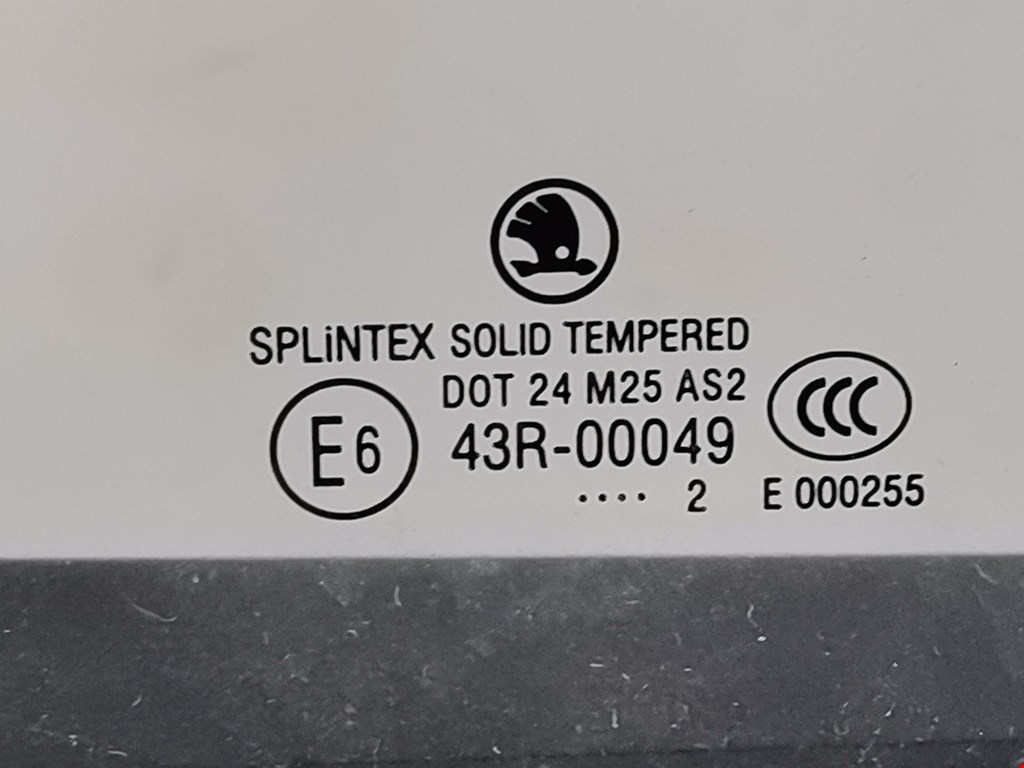 SPLiNTEX SOLID TEMPERED
DOT 24 M25 AS2
CCC
E6
43R-00049
.... 2
E 000255